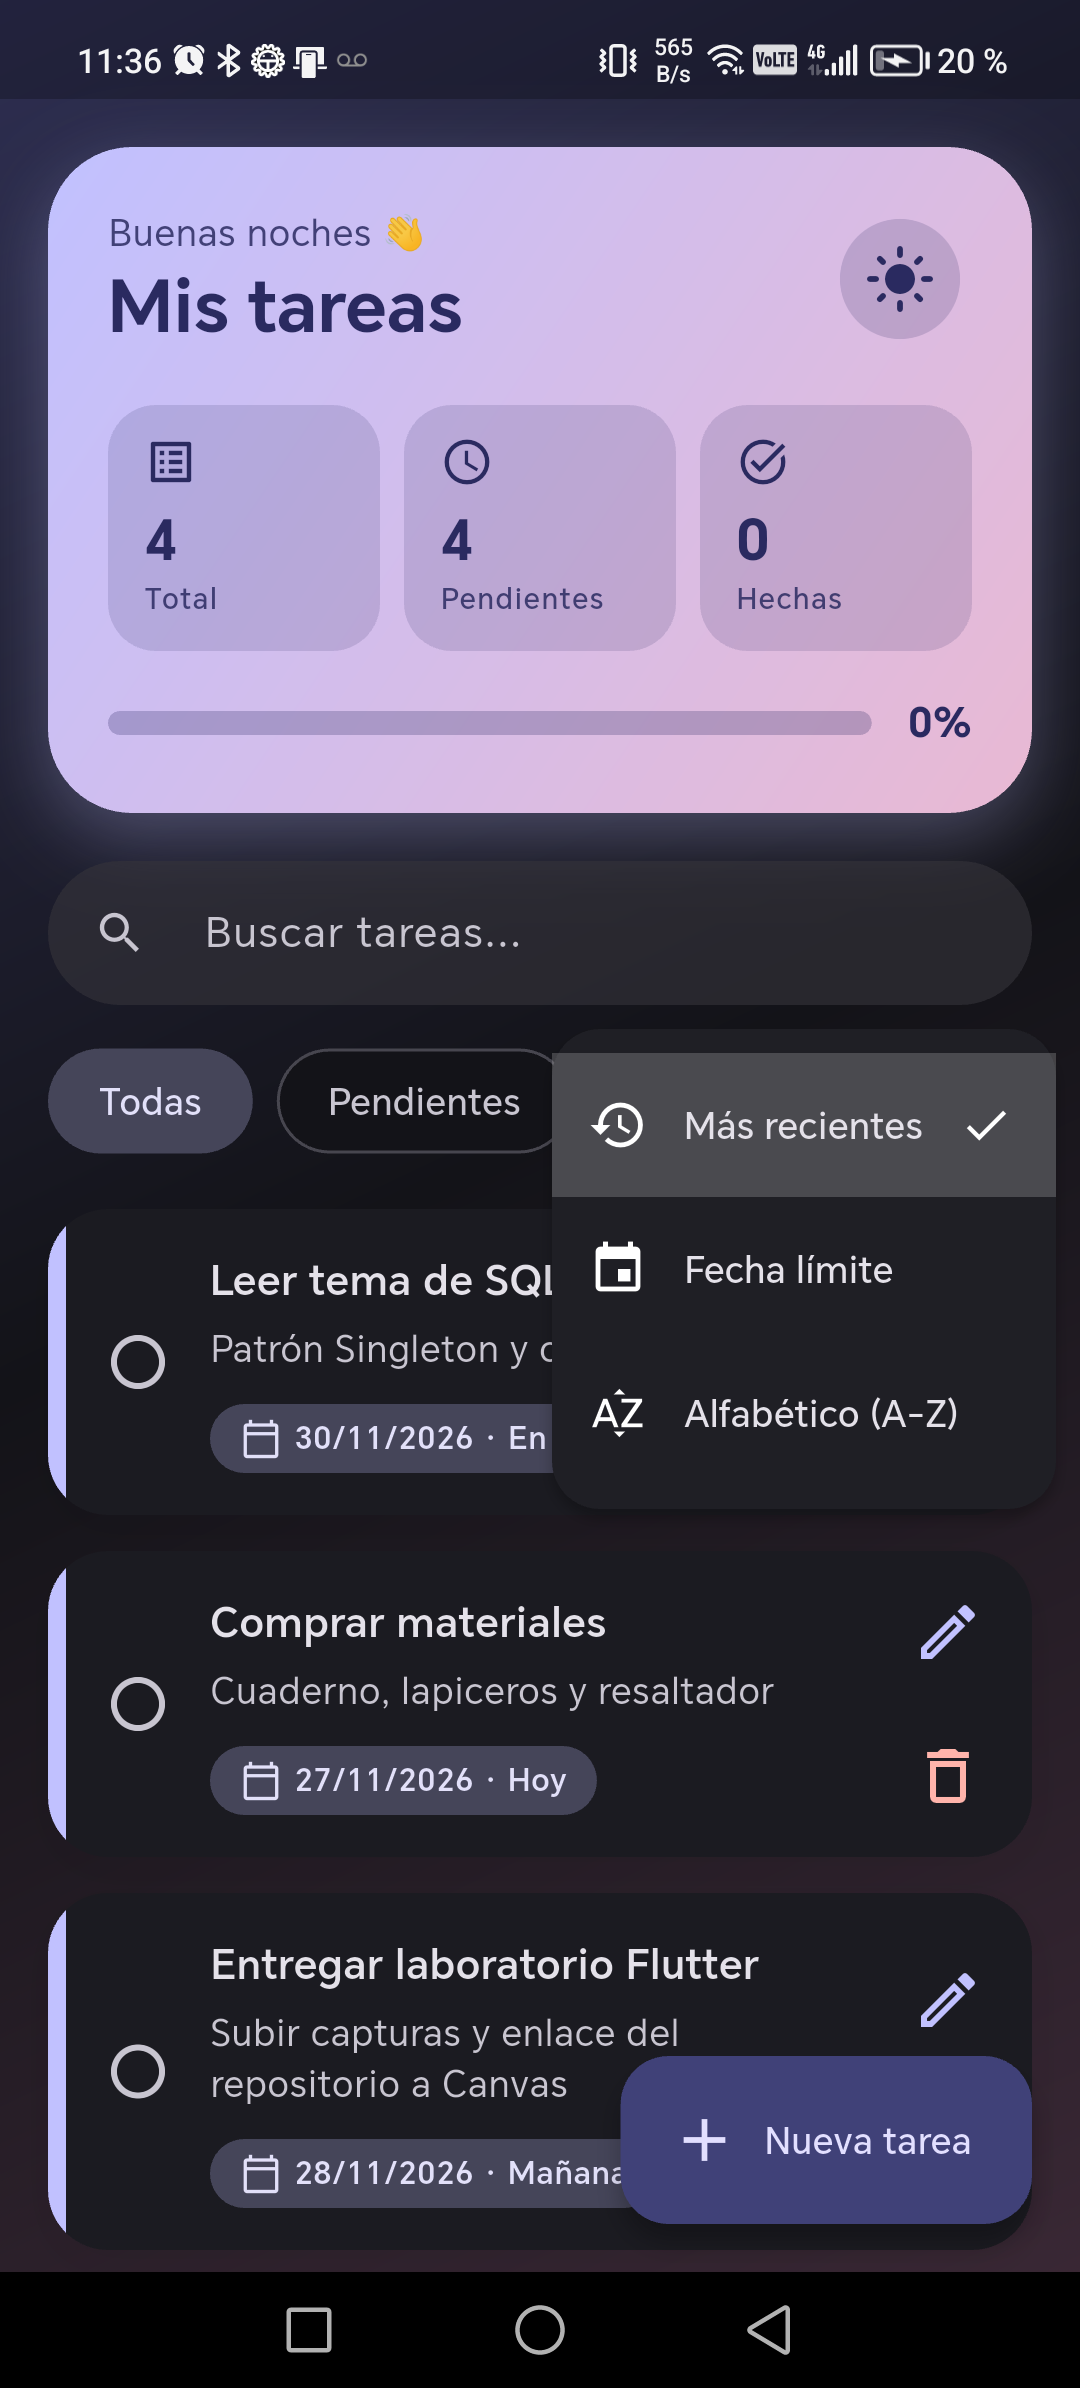 11:36
565 B/s
VoLTE
4G
20 %
Buenas noches 👋
Mis tareas
4
Total
4
Pendientes
0
Hechas
0%
Buscar tareas...
Todas
Pendientes
Más recientes
Fecha límite
AZ Alfabético (A-Z)
Leer tema de SQL
Patrón Singleton y
30/11/2026 · En
Comprar materiales
Cuaderno, lapiceros y resaltador
27/11/2026 · Hoy
Entregar laboratorio Flutter
Subir capturas y enlace del
repositorio a Canvas
28/11/2026 · Mañana
Nueva tarea